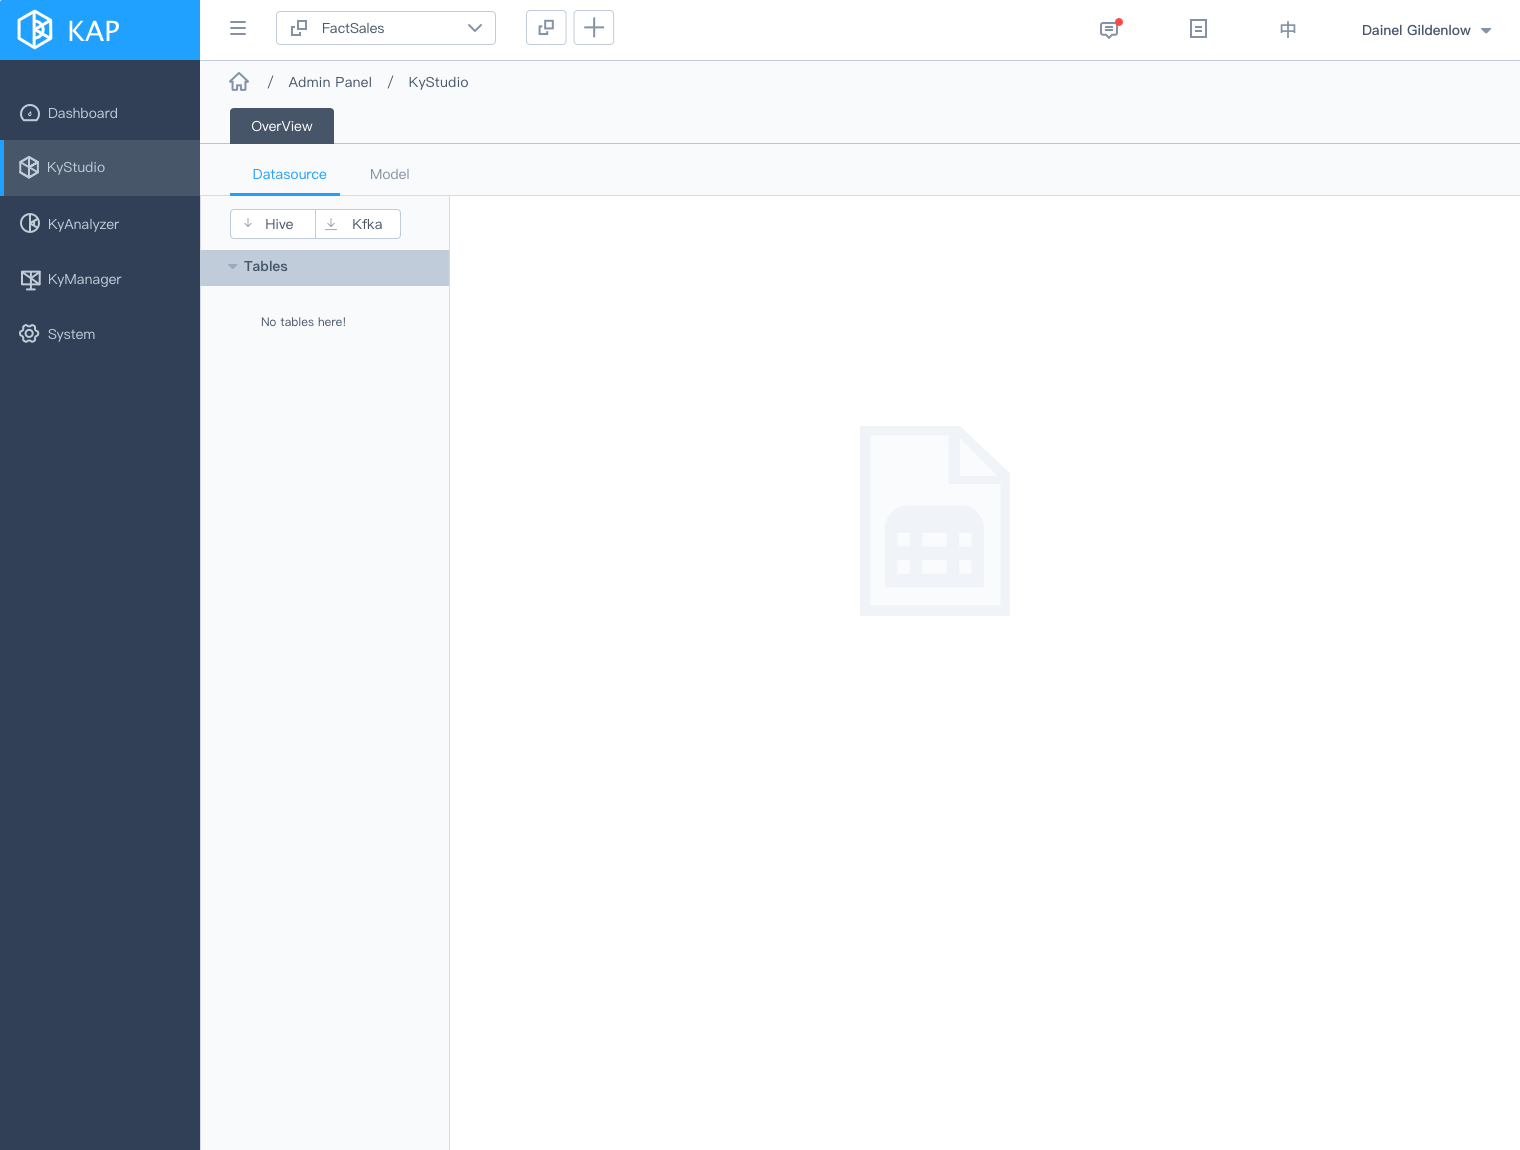 KAP
FactSales
中
Dainel Gildenlow
/ Admin Panel / KyStudio
OverView
Dashboard
KyStudio
KyAnalyzer
KyManager
System
Datasource
Model
Hive
Kfka
Tables
No tables here!